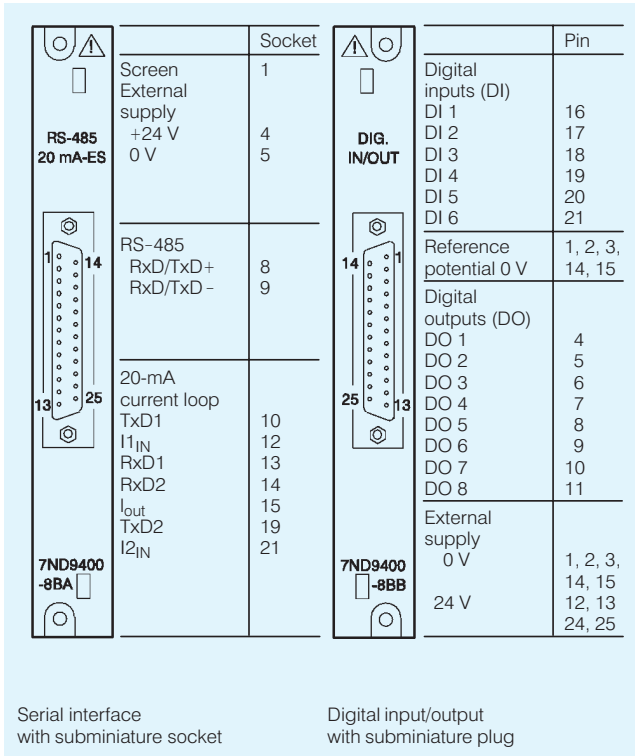 Socket
Screen 1
External
supply
+24 V 4
0 V 5
RS-485
20 mA-ES
RS-485
RxD/TxD+ 8
RxD/TxD- 9
1 14
13 25
20-mA
current loop
TxD1 10
I1IN 12
RxD1 13
RxD2 14
Iout 15
TxD2 19
I2IN 21
7ND9400
-8BA
Pin
Digital
inputs (DI)
DI 1 16
DI 2 17
DI 3 18
DI 4 19
DI 5 20
DI 6 21
DIG.
IN/OUT
Reference 1, 2, 3,
potential 0 V 14, 15
14 1
25 13
Digital
outputs (DO)
DO 1 4
DO 2 5
DO 3 6
DO 4 7
DO 5 8
DO 6 9
DO 7 10
DO 8 11
External
supply
0 V 1, 2, 3,
14, 15
24 V 12, 13
24, 25
7ND9400
-8BB
Serial interface
with subminiature socket
Digital input/output
with subminiature plug